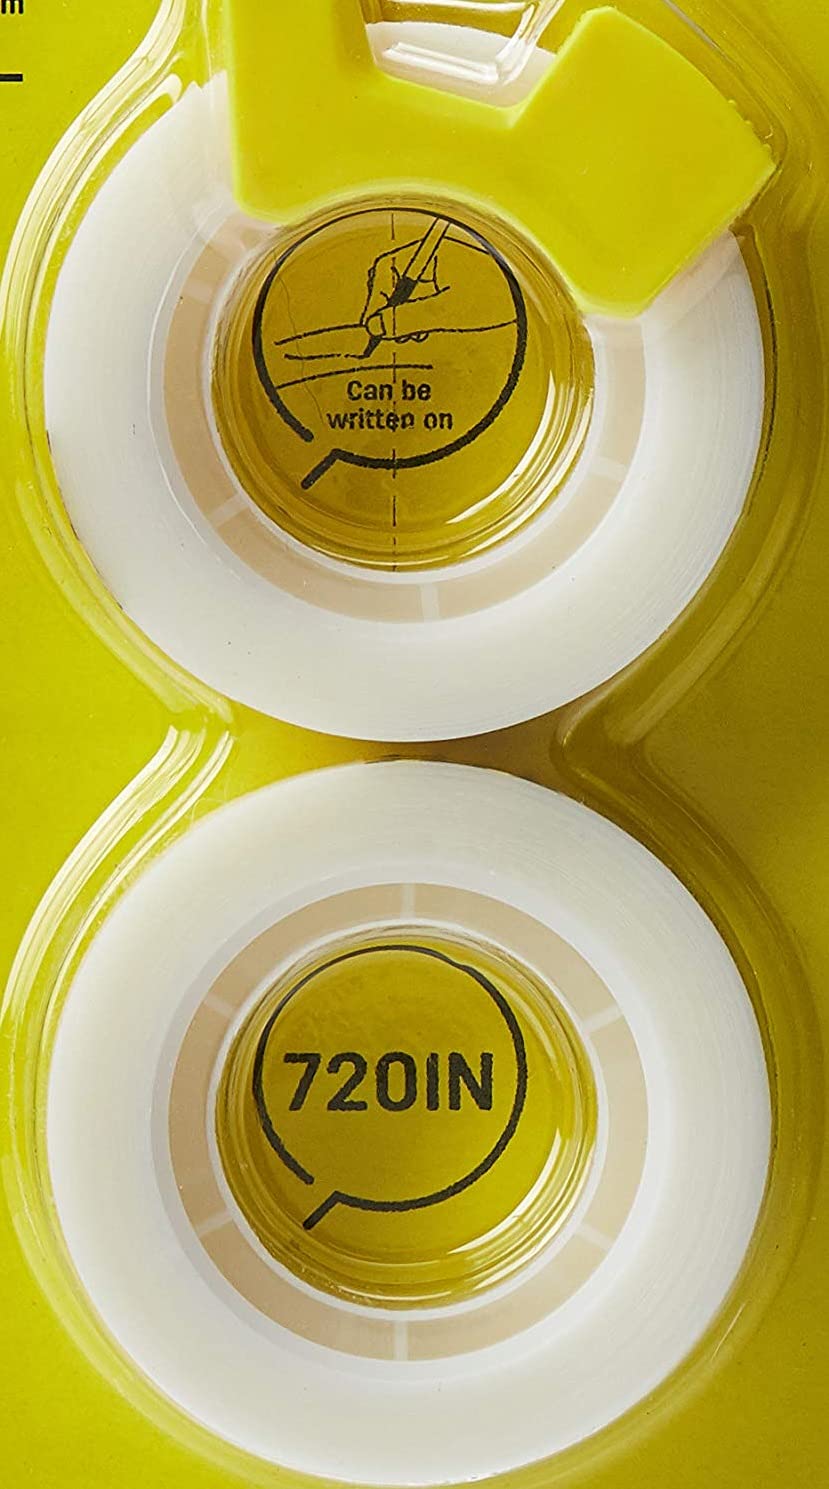 m
Can be
written on
720IN